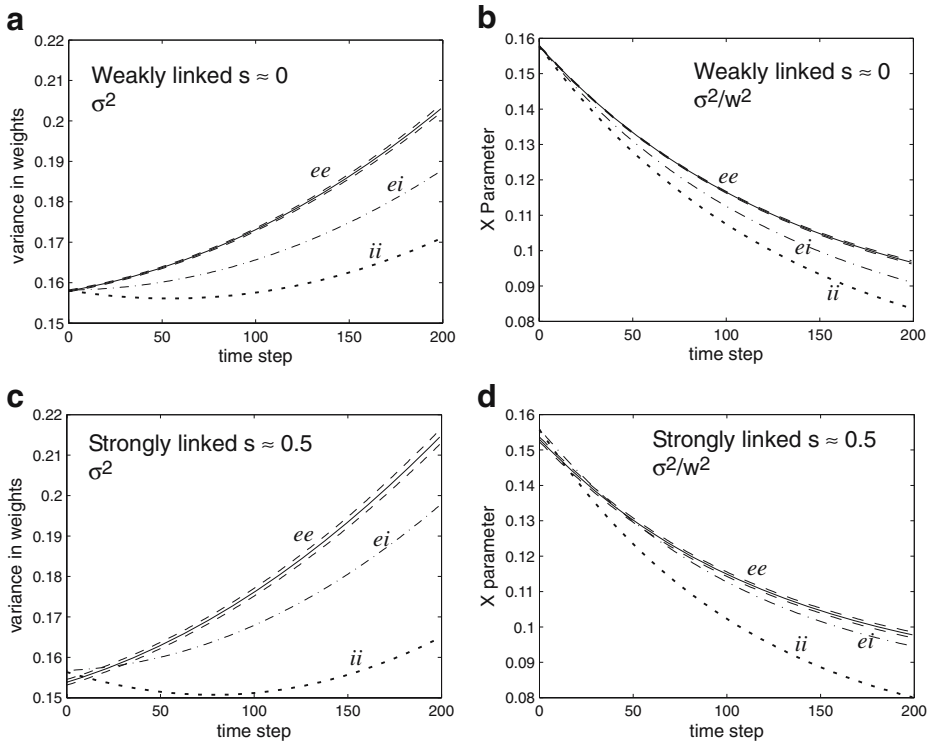 a
0.22
0.21
0.2
0.19
0.18
0.17
0.16
0.15
variance in weights
Weakly linked s ≈ 0
σ²
ee
ei
ii
0 50 100 150 200
time step
b
0.16
0.15
0.14
0.13
0.12
0.11
0.1
0.09
0.08
X Parameter
Weakly linked s ≈ 0
σ²/w²
ee
ei
ii
0 50 100 150 200
time step
c
0.22
0.21
0.2
0.19
0.18
0.17
0.16
0.15
variance in weights
Strongly linked s ≈ 0.5
σ²
ee
ei
ii
0 50 100 150 200
time step
d
0.16
0.15
0.14
0.13
0.12
0.11
0.1
0.09
0.08
X parameter
Strongly linked s ≈ 0.5
σ²/w²
ee
ii
ei
0 50 100 150 200
time step